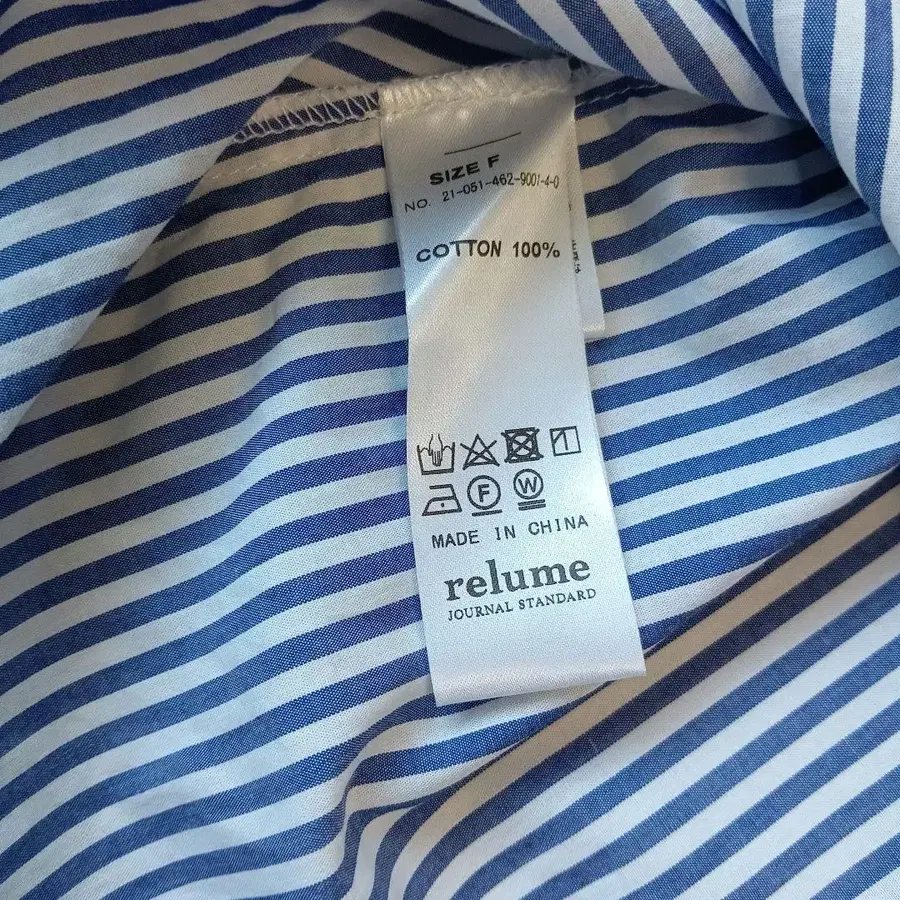 SIZE F
NO. 21-051-462-9001-4-0
COTTON 100%
F
W
MADE IN CHINA
relume
JOURNAL STANDARD